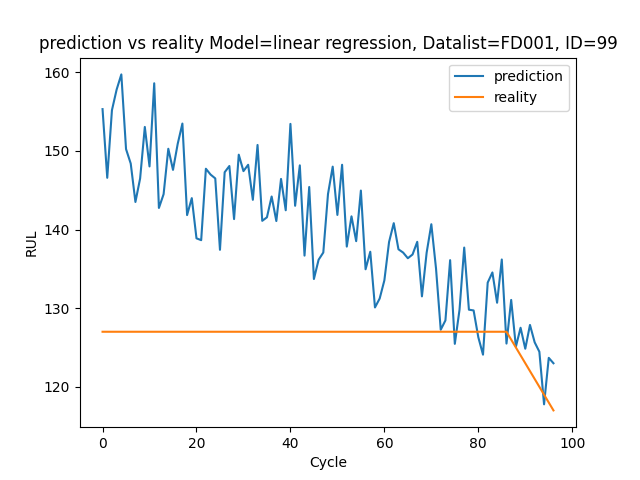 prediction vs reality Model=linear regression, Datalist=FD001, ID=99
prediction
reality
160
150
140
130
120
RUL
0 20 40 60 80 100
Cycle